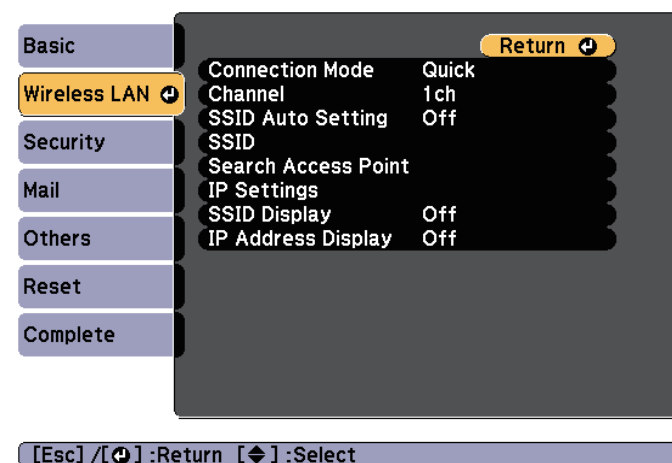 Basic
Wireless LAN
Security
Mail
Others
Reset
Complete
Return
Connection Mode Quick
Channel 1ch
SSID Auto Setting Off
SSID
Search Access Point
IP Settings
SSID Display Off
IP Address Display Off
[Esc] /[⏎] :Return [◆] :Select